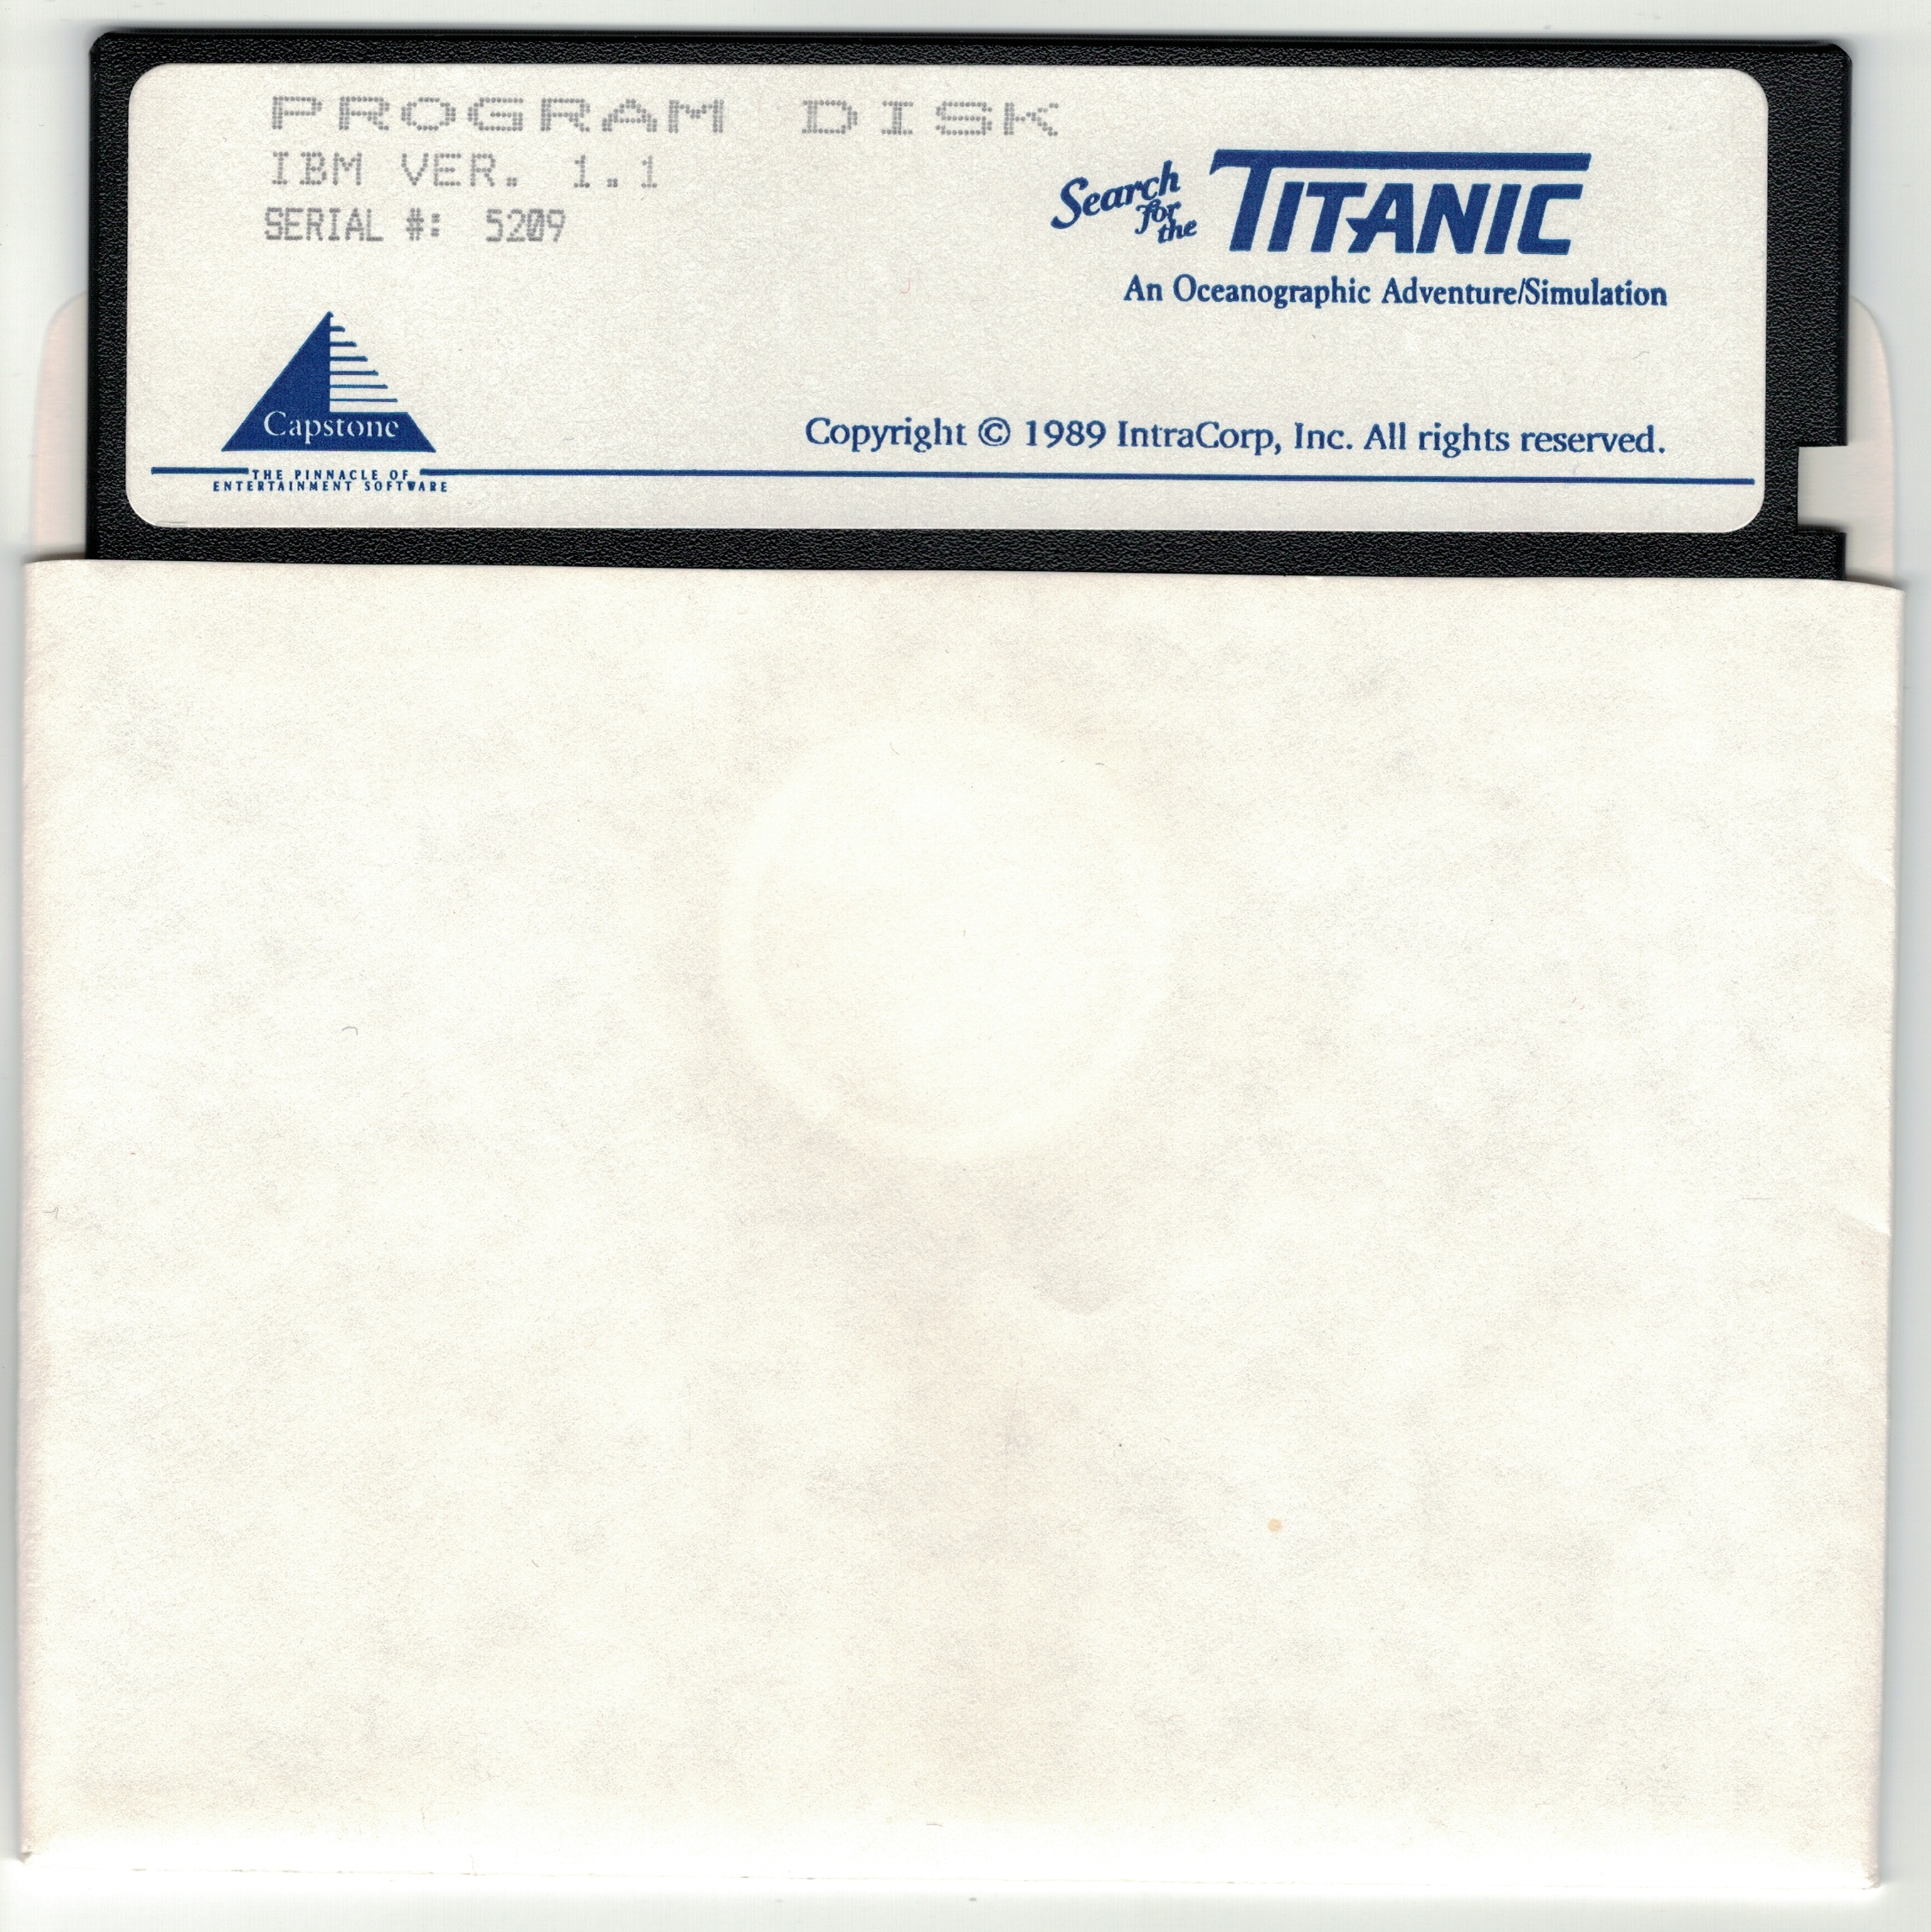 PROGRAM DISK
IBM VER. 1.1
SERIAL #: 5209
Search for the TITANIC
An Oceanographic Adventure/Simulation
Capstone
THE PINNACLE OF
ENTERTAINMENT SOFTWARE
Copyright © 1989 IntraCorp, Inc. All rights reserved.